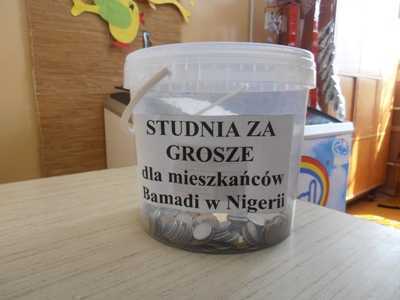 STUDNIA ZA
GROSZE
dla mieszkańców
Bamadi w Nigerii